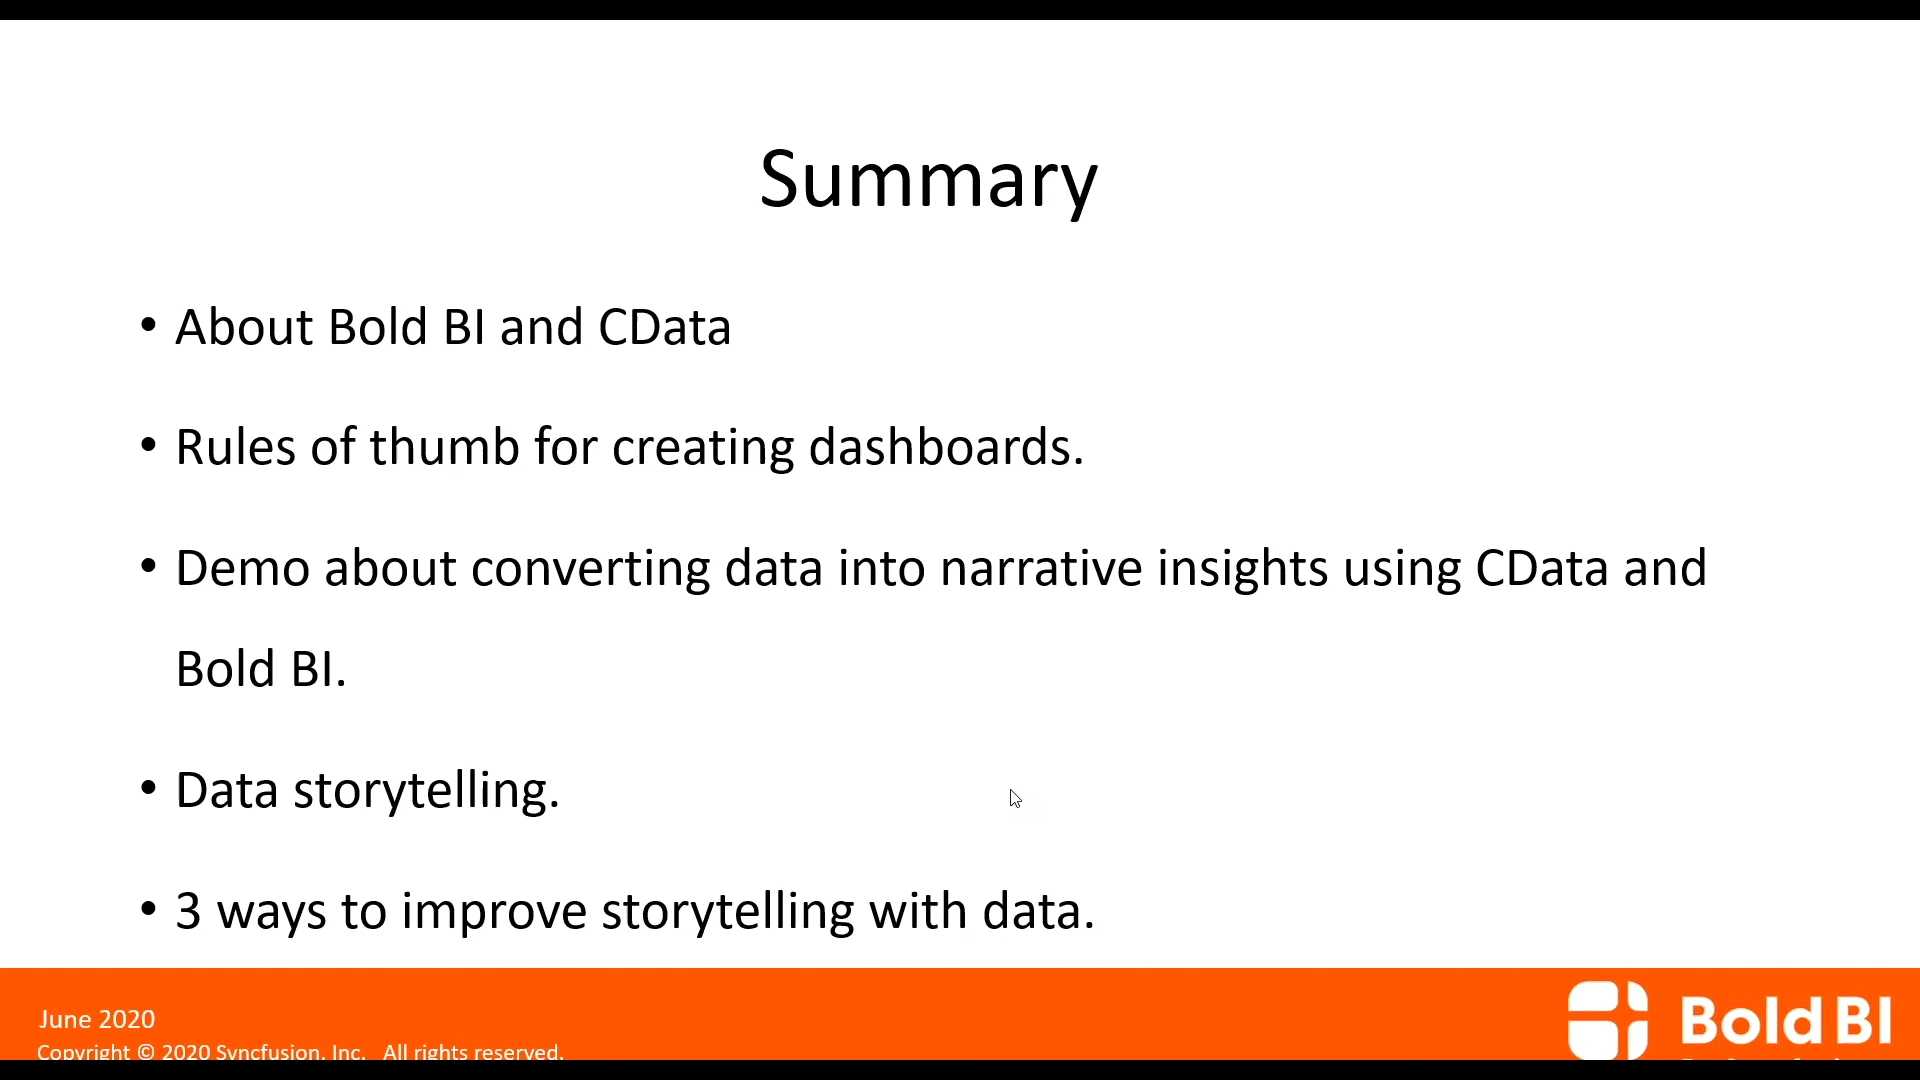 Summary
• About Bold BI and CData
• Rules of thumb for creating dashboards.
• Demo about converting data into narrative insights using CData and
Bold BI.
• Data storytelling.
• 3 ways to improve storytelling with data.
June 2020
Copyright © 2020 Syncfusion, Inc. All rights reserved.
Bold BI